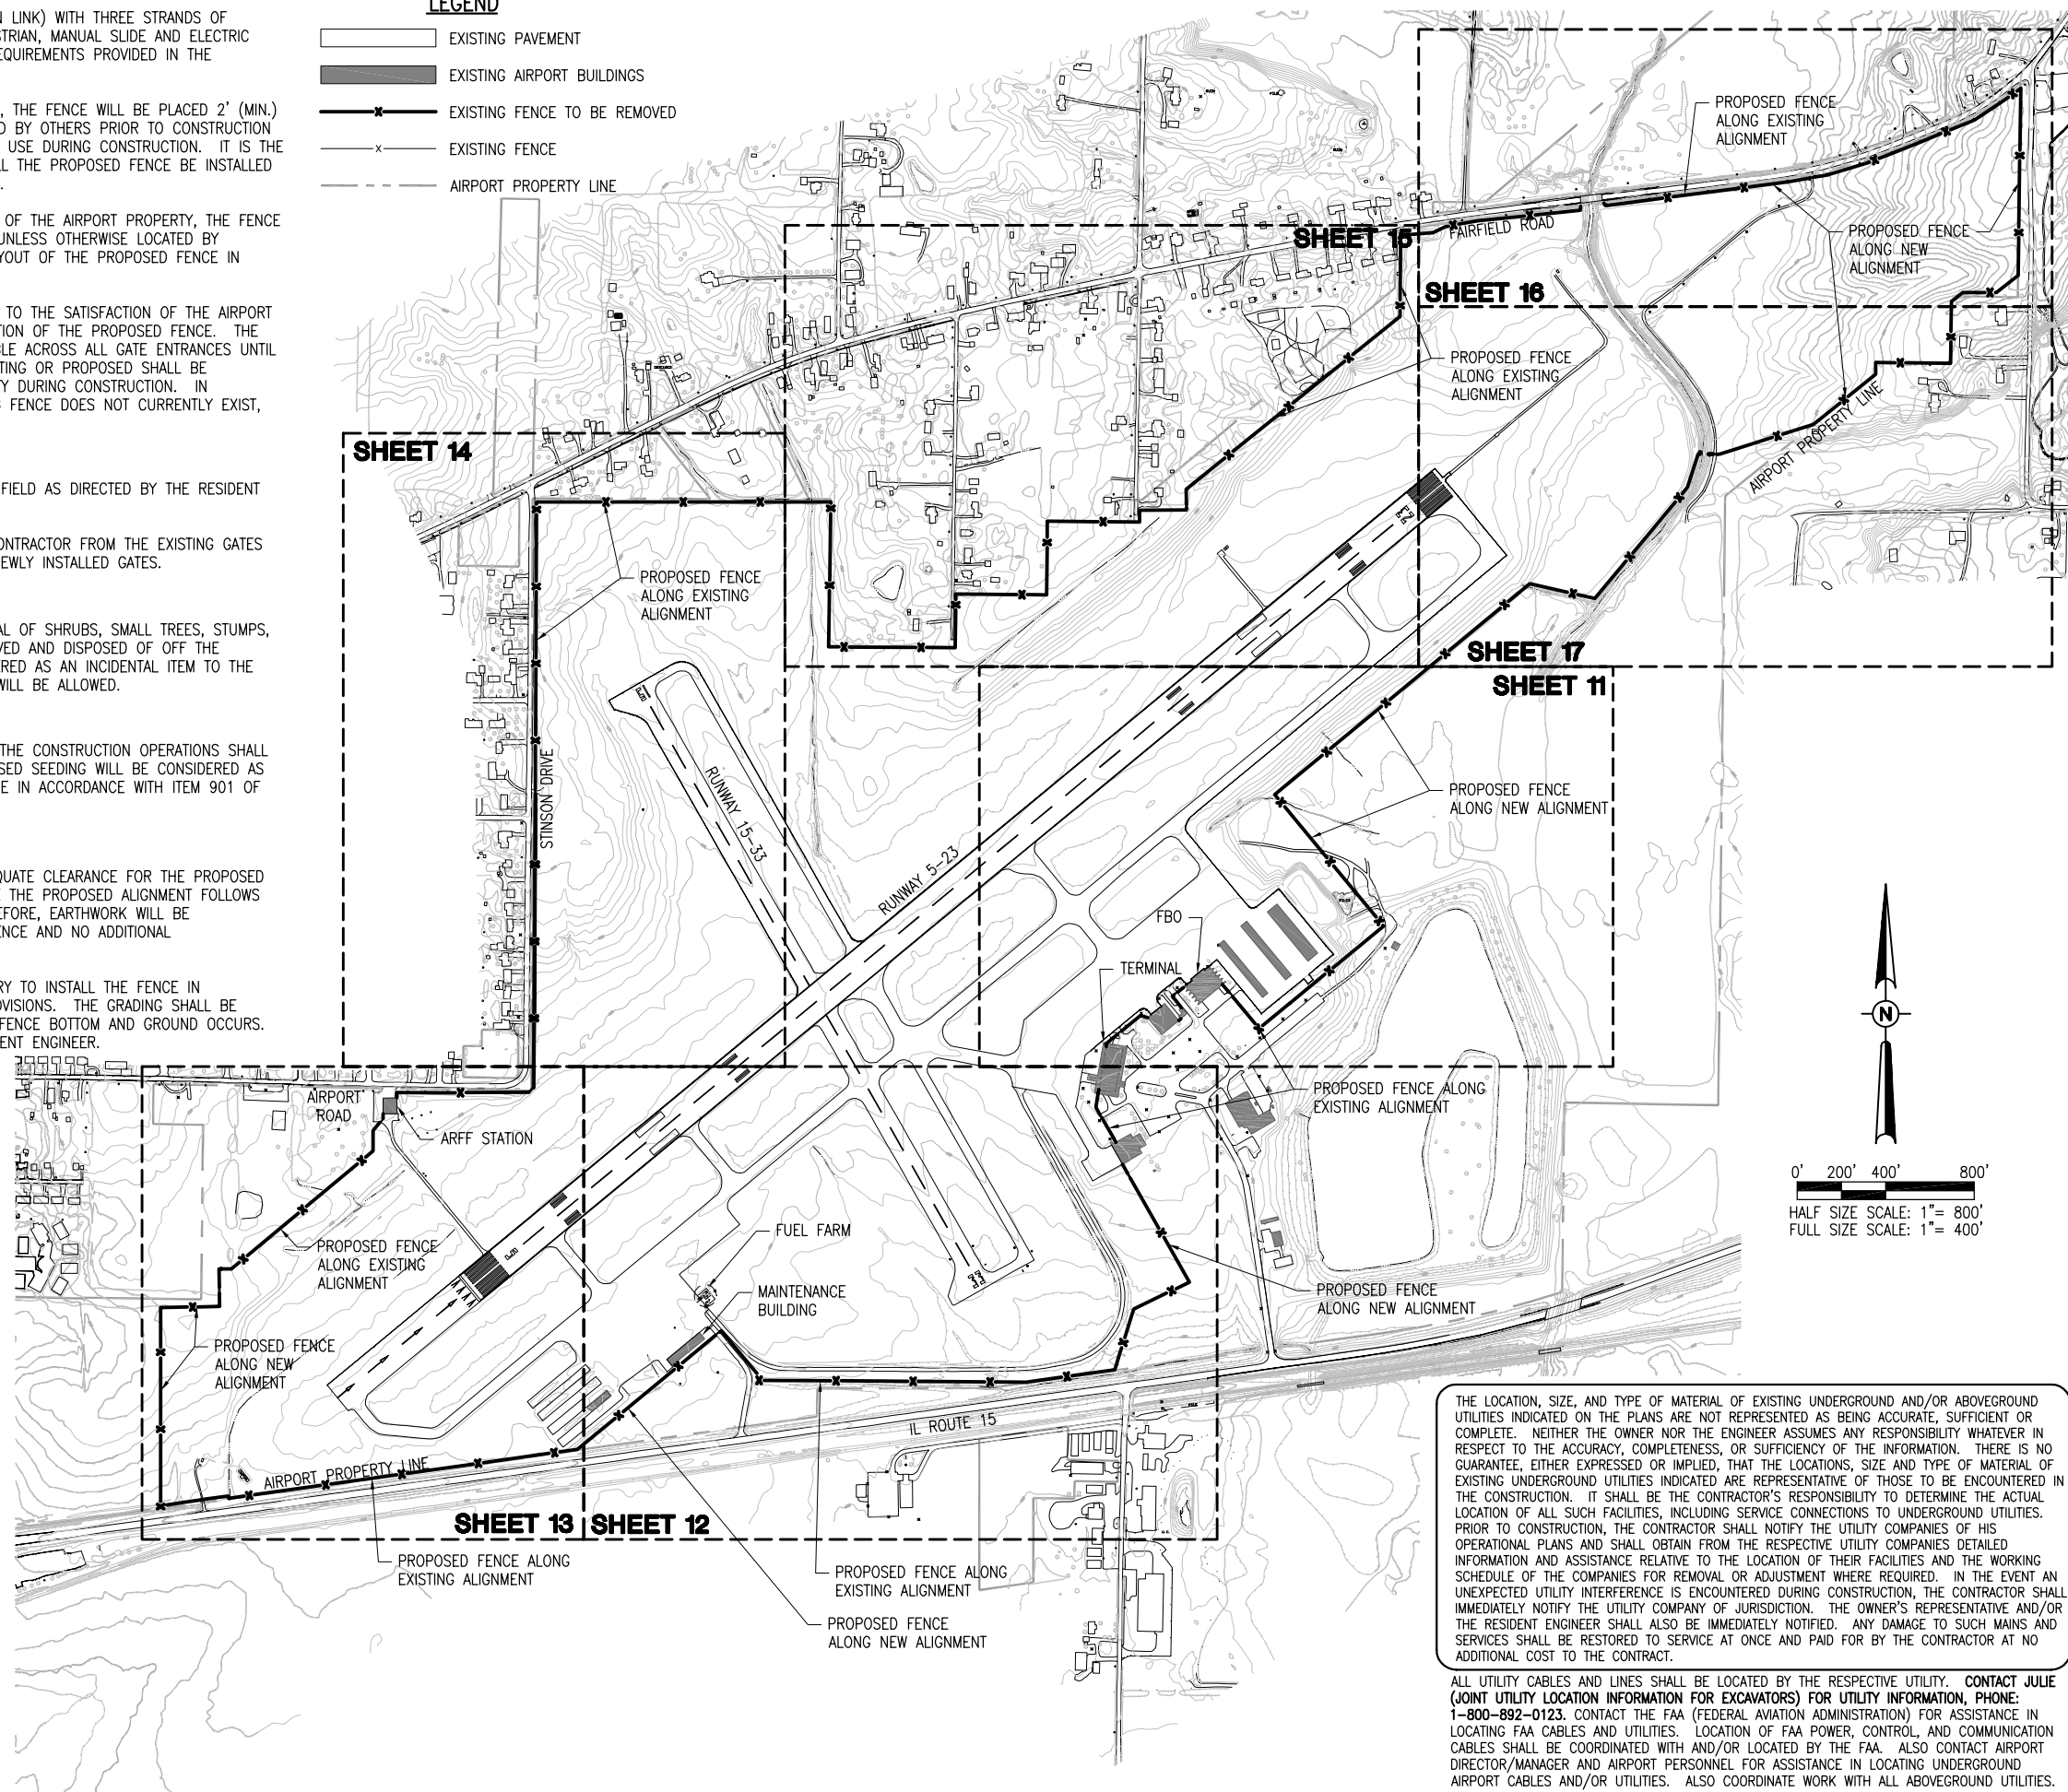 N LINK) WITH THREE STRANDS OF
STRIAN, MANUAL SLIDE AND ELECTRIC
EQUIREMENTS PROVIDED IN THE
, THE FENCE WILL BE PLACED 2' (MIN.)
D BY OTHERS PRIOR TO CONSTRUCTION
USE DURING CONSTRUCTION. IT IS THE
LL THE PROPOSED FENCE BE INSTALLED
.
OF THE AIRPORT PROPERTY, THE FENCE
UNLESS OTHERWISE LOCATED BY
YOUT OF THE PROPOSED FENCE IN
TO THE SATISFACTION OF THE AIRPORT
TION OF THE PROPOSED FENCE. THE
BLE ACROSS ALL GATE ENTRANCES UNTIL
TING OR PROPOSED SHALL BE
Y DURING CONSTRUCTION. IN
FENCE DOES NOT CURRENTLY EXIST,
FIELD AS DIRECTED BY THE RESIDENT
ONTRACTOR FROM THE EXISTING GATES
EWLY INSTALLED GATES.
AL OF SHRUBS, SMALL TREES, STUMPS,
VED AND DISPOSED OF OFF THE
ERED AS AN INCIDENTAL ITEM TO THE
WILL BE ALLOWED.
THE CONSTRUCTION OPERATIONS SHALL
SED SEEDING WILL BE CONSIDERED AS
E IN ACCORDANCE WITH ITEM 901 OF
QUATE CLEARANCE FOR THE PROPOSED
THE PROPOSED ALIGNMENT FOLLOWS
EFORE, EARTHWORK WILL BE
ENCE AND NO ADDITIONAL
RY TO INSTALL THE FENCE IN
OVISIONS. THE GRADING SHALL BE
FENCE BOTTOM AND GROUND OCCURS.
ENT ENGINEER.
LEGEND
EXISTING PAVEMENT
EXISTING AIRPORT BUILDINGS
EXISTING FENCE TO BE REMOVED
EXISTING FENCE
AIRPORT PROPERTY LINE
PROPOSED FENCE
ALONG EXISTING
ALIGNMENT
SHEET 15
FAIRFIELD ROAD
PROPOSED FENCE
ALONG NEW
ALIGNMENT
SHEET 16
PROPOSED FENCE
ALONG EXISTING
ALIGNMENT
AIRPORT PROPERTY LINE
SHEET 14
23
PROPOSED FENCE
ALONG EXISTING
ALIGNMENT
SHEET 17
SHEET 11
15
STINSON DRIVE
RUNWAY 15-33
RUNWAY 5-23
PROPOSED FENCE
ALONG NEW ALIGNMENT
FBO
TERMINAL
N
AIRPORT
ROAD
ARFF STATION
PROPOSED FENCE ALONG
EXISTING ALIGNMENT
0' 200' 400' 800'
HALF SIZE SCALE: 1"= 800'
FULL SIZE SCALE: 1"= 400'
PROPOSED FENCE
ALONG EXISTING
ALIGNMENT
5
FUEL FARM
33
MAINTENANCE
BUILDING
PROPOSED FENCE
ALONG NEW ALIGNMENT
PROPOSED FENCE
ALONG NEW
ALIGNMENT
IL ROUTE 15
AIRPORT PROPERTY LINE
SHEET 13
SHEET 12
PROPOSED FENCE ALONG
EXISTING ALIGNMENT
PROPOSED FENCE ALONG
EXISTING ALIGNMENT
PROPOSED FENCE
ALONG NEW ALIGNMENT
THE LOCATION, SIZE, AND TYPE OF MATERIAL OF EXISTING UNDERGROUND AND/OR ABOVEGROUND
UTILITIES INDICATED ON THE PLANS ARE NOT REPRESENTED AS BEING ACCURATE, SUFFICIENT OR
COMPLETE. NEITHER THE OWNER NOR THE ENGINEER ASSUMES ANY RESPONSIBILITY WHATEVER IN
RESPECT TO THE ACCURACY, COMPLETENESS, OR SUFFICIENCY OF THE INFORMATION. THERE IS NO
GUARANTEE, EITHER EXPRESSED OR IMPLIED, THAT THE LOCATIONS, SIZE AND TYPE OF MATERIAL OF
EXISTING UNDERGROUND UTILITIES INDICATED ARE REPRESENTATIVE OF THOSE TO BE ENCOUNTERED IN
THE CONSTRUCTION. IT SHALL BE THE CONTRACTOR'S RESPONSIBILITY TO DETERMINE THE ACTUAL
LOCATION OF ALL SUCH FACILITIES, INCLUDING SERVICE CONNECTIONS TO UNDERGROUND UTILITIES.
PRIOR TO CONSTRUCTION, THE CONTRACTOR SHALL NOTIFY THE UTILITY COMPANIES OF HIS
OPERATIONAL PLANS AND SHALL OBTAIN FROM THE RESPECTIVE UTILITY COMPANIES DETAILED
INFORMATION AND ASSISTANCE RELATIVE TO THE LOCATION OF THEIR FACILITIES AND THE WORKING
SCHEDULE OF THE COMPANIES FOR REMOVAL OR ADJUSTMENT WHERE REQUIRED. IN THE EVENT AN
UNEXPECTED UTILITY INTERFERENCE IS ENCOUNTERED DURING CONSTRUCTION, THE CONTRACTOR SHALL
IMMEDIATELY NOTIFY THE UTILITY COMPANY OF JURISDICTION. THE OWNER'S REPRESENTATIVE AND/OR
THE RESIDENT ENGINEER SHALL ALSO BE IMMEDIATELY NOTIFIED. ANY DAMAGE TO SUCH MAINS AND
SERVICES SHALL BE RESTORED TO SERVICE AT ONCE AND PAID FOR BY THE CONTRACTOR AT NO
ADDITIONAL COST TO THE CONTRACT.
ALL UTILITY CABLES AND LINES SHALL BE LOCATED BY THE RESPECTIVE UTILITY. CONTACT JULIE
(JOINT UTILITY LOCATION INFORMATION FOR EXCAVATORS) FOR UTILITY INFORMATION, PHONE:
1-800-892-0123. CONTACT THE FAA (FEDERAL AVIATION ADMINISTRATION) FOR ASSISTANCE IN
LOCATING FAA CABLES AND UTILITIES. LOCATION OF FAA POWER, CONTROL, AND COMMUNICATION
CABLES SHALL BE COORDINATED WITH AND/OR LOCATED BY THE FAA. ALSO CONTACT AIRPORT
DIRECTOR/MANAGER AND AIRPORT PERSONNEL FOR ASSISTANCE IN LOCATING UNDERGROUND
AIRPORT CABLES AND/OR UTILITIES. ALSO COORDINATE WORK WITH ALL ABOVEGROUND UTILITIES.